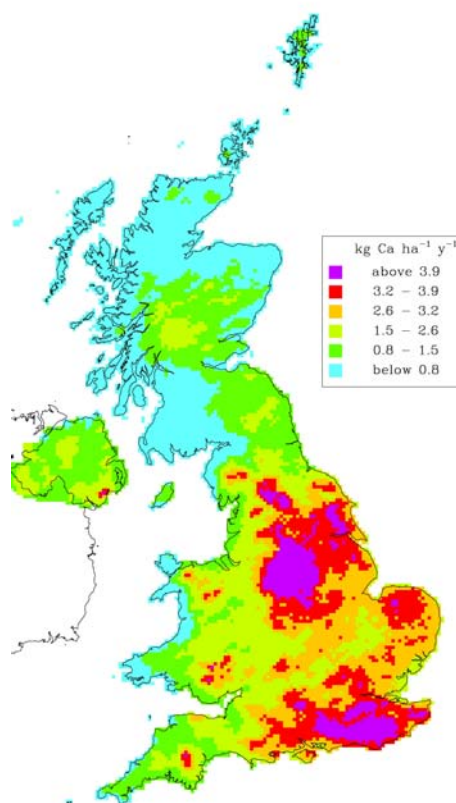 kg Ca ha⁻¹ y⁻¹
above 3.9
3.2 – 3.9
2.6 – 3.2
1.5 – 2.6
0.8 – 1.5
below 0.8